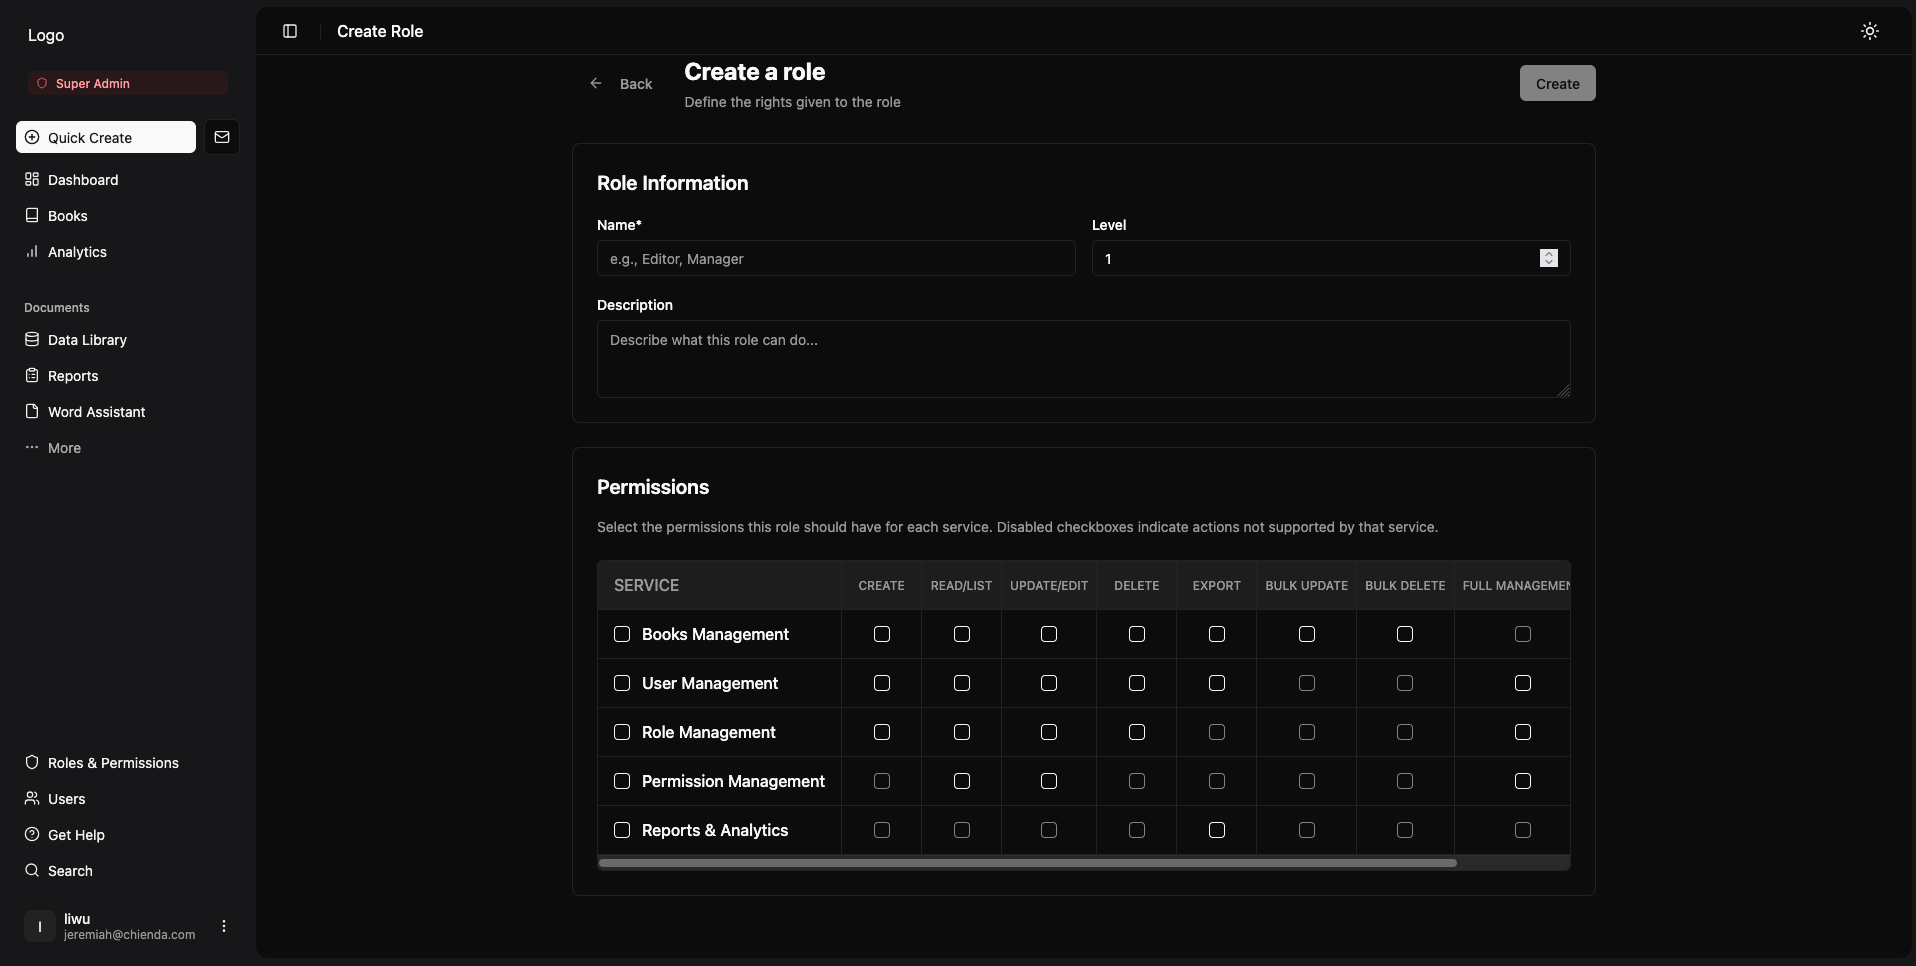 Logo
Super Admin
Quick Create
Dashboard
Books
Analytics
Documents
Data Library
Reports
Word Assistant
More
Roles & Permissions
Users
Get Help
Search
l
liwu
jeremiah@chienda.com
Create Role
Back
Create a role
Define the rights given to the role
Create
Role Information
Name*
Level
e.g., Editor, Manager
1
Description
Describe what this role can do...
Permissions
Select the permissions this role should have for each service. Disabled checkboxes indicate actions not supported by that service.
SERVICE CREATE READ/LIST UPDATE/EDIT DELETE EXPORT BULK UPDATE BULK DELETE FULL MANAGEMEN
Books Management
User Management
Role Management
Permission Management
Reports & Analytics